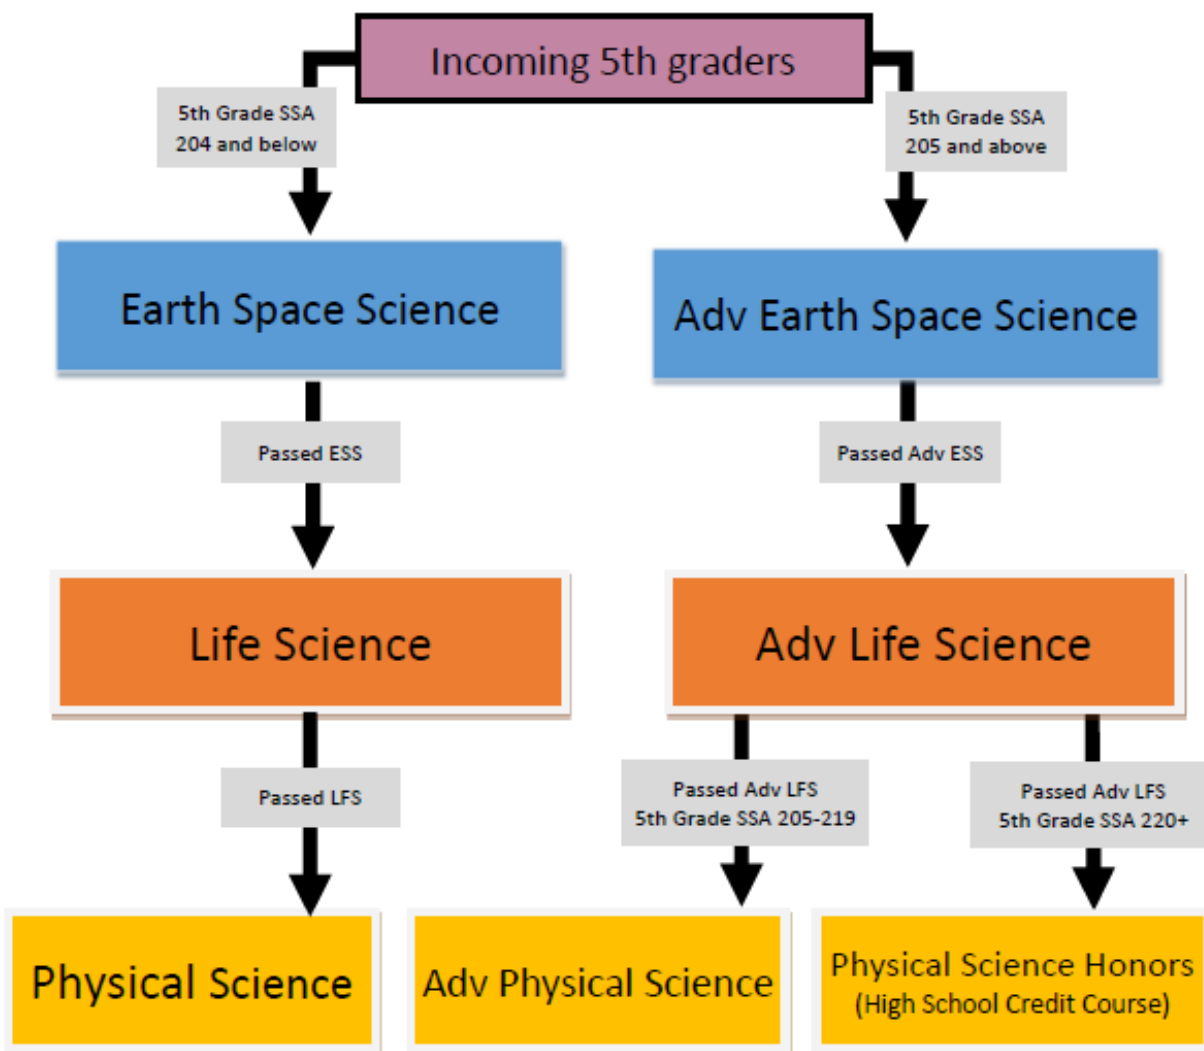 Incoming 5th graders
5th Grade SSA
204 and below
5th Grade SSA
205 and above
Earth Space Science
Adv Earth Space Science
Passed ESS
Passed Adv ESS
Life Science
Adv Life Science
Passed LFS
Passed Adv LFS
5th Grade SSA 205-219
Passed Adv LFS
5th Grade SSA 220+
Physical Science
Adv Physical Science
Physical Science Honors
(High School Credit Course)